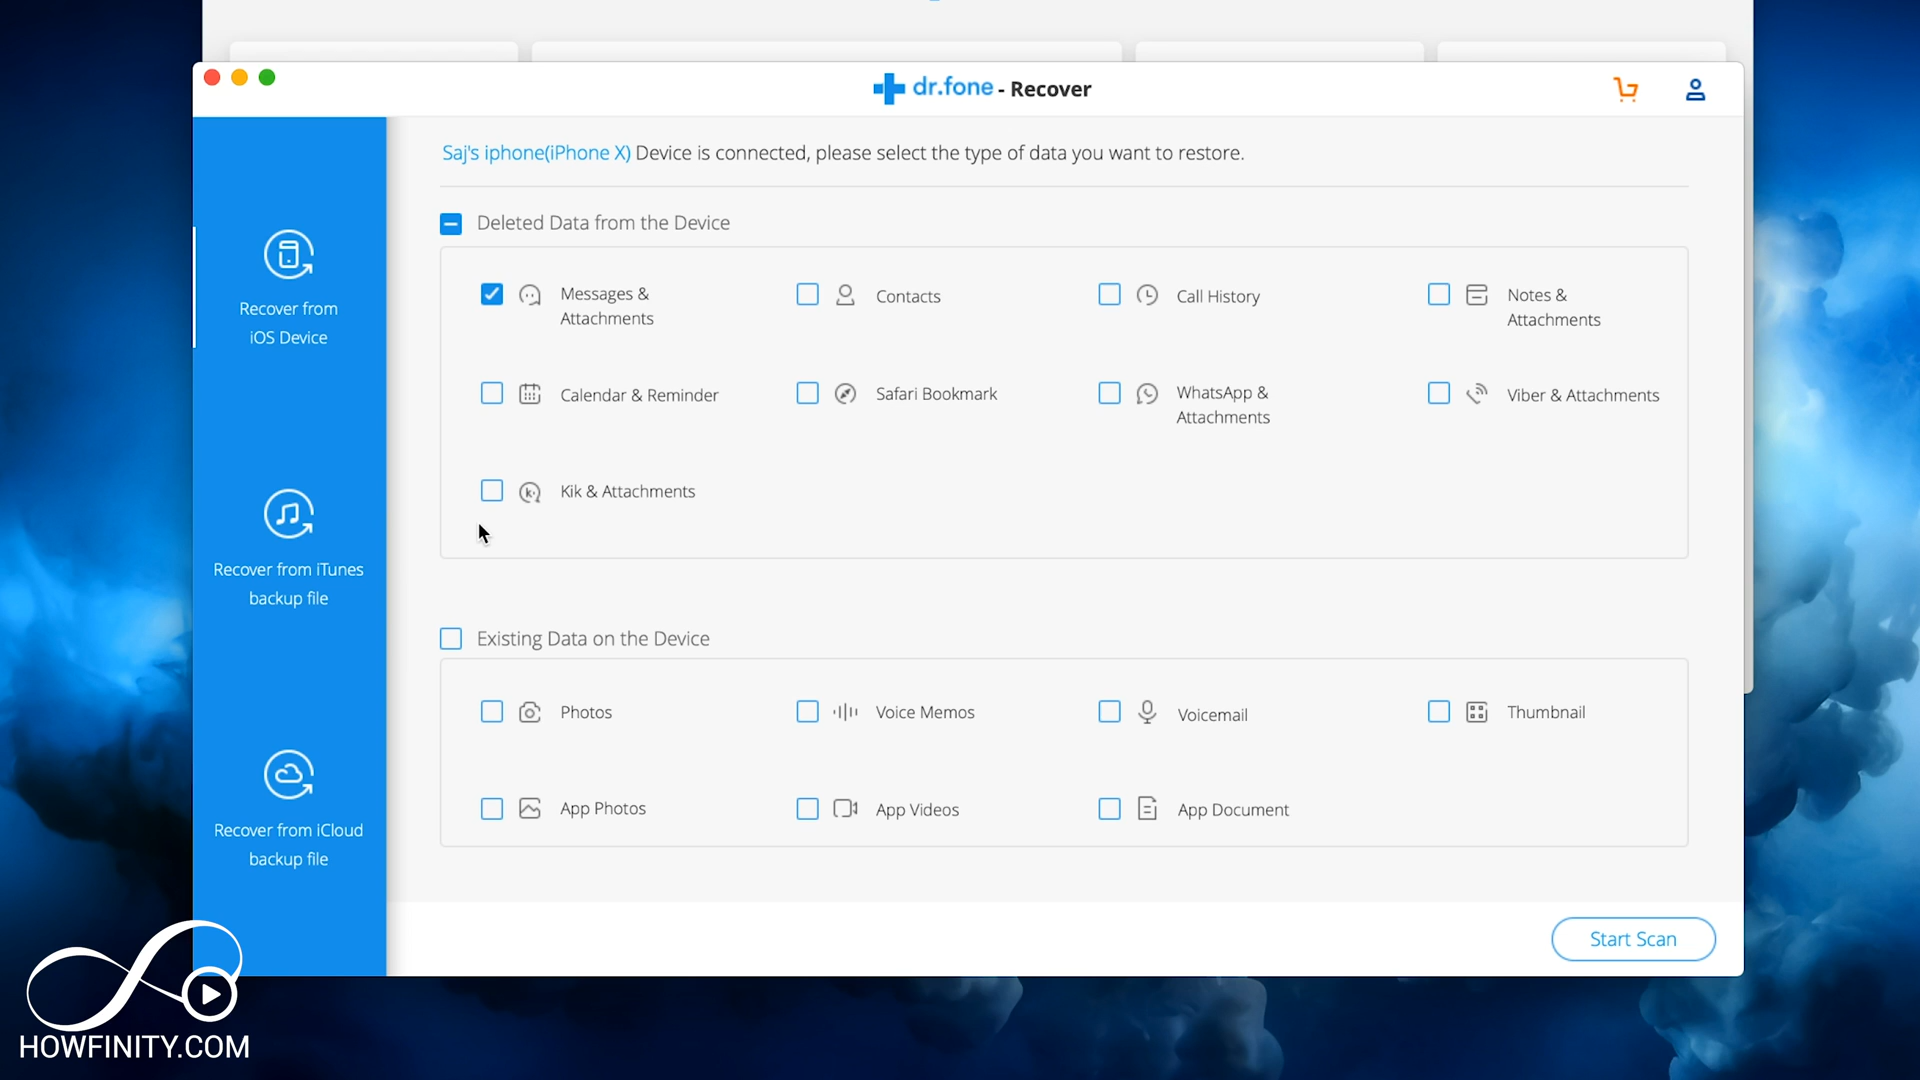 dr.fone - Recover
Saj's iphone(iPhone X) Device is connected, please select the type of data you want to restore.
Deleted Data from the Device
Messages &
Attachments
Contacts
Call History
Notes &
Attachments
Calendar & Reminder
Safari Bookmark
WhatsApp &
Attachments
Viber & Attachments
Kik & Attachments
Existing Data on the Device
Photos
Voice Memos
Voicemail
Thumbnail
App Photos
App Videos
App Document
Start Scan
Recover from
iOS Device
Recover from iTunes
backup file
Recover from iCloud
backup file
HOWFINITY.COM